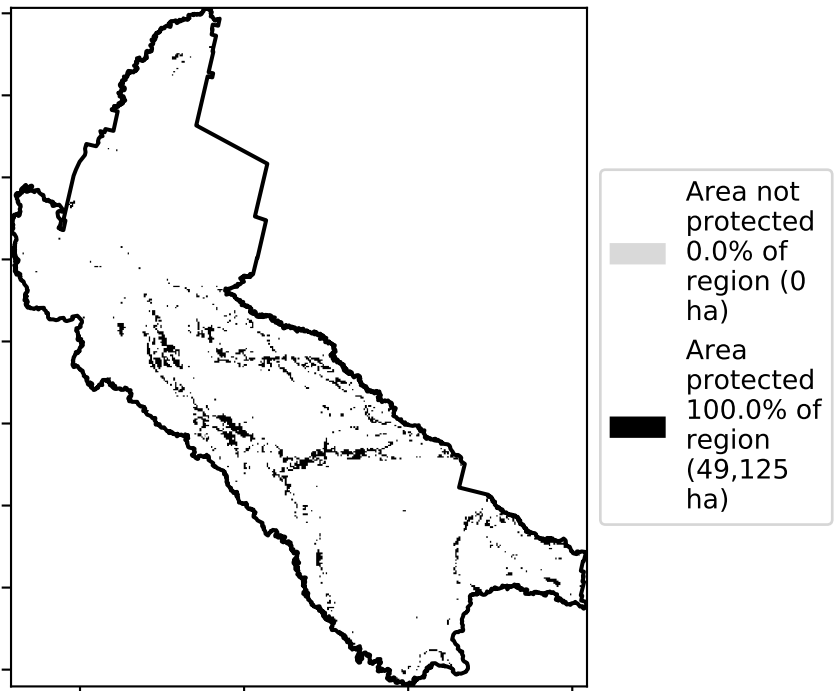 Area not
protected
0.0% of
region (0
ha)
Area
protected
100.0% of
region
(49,125
ha)